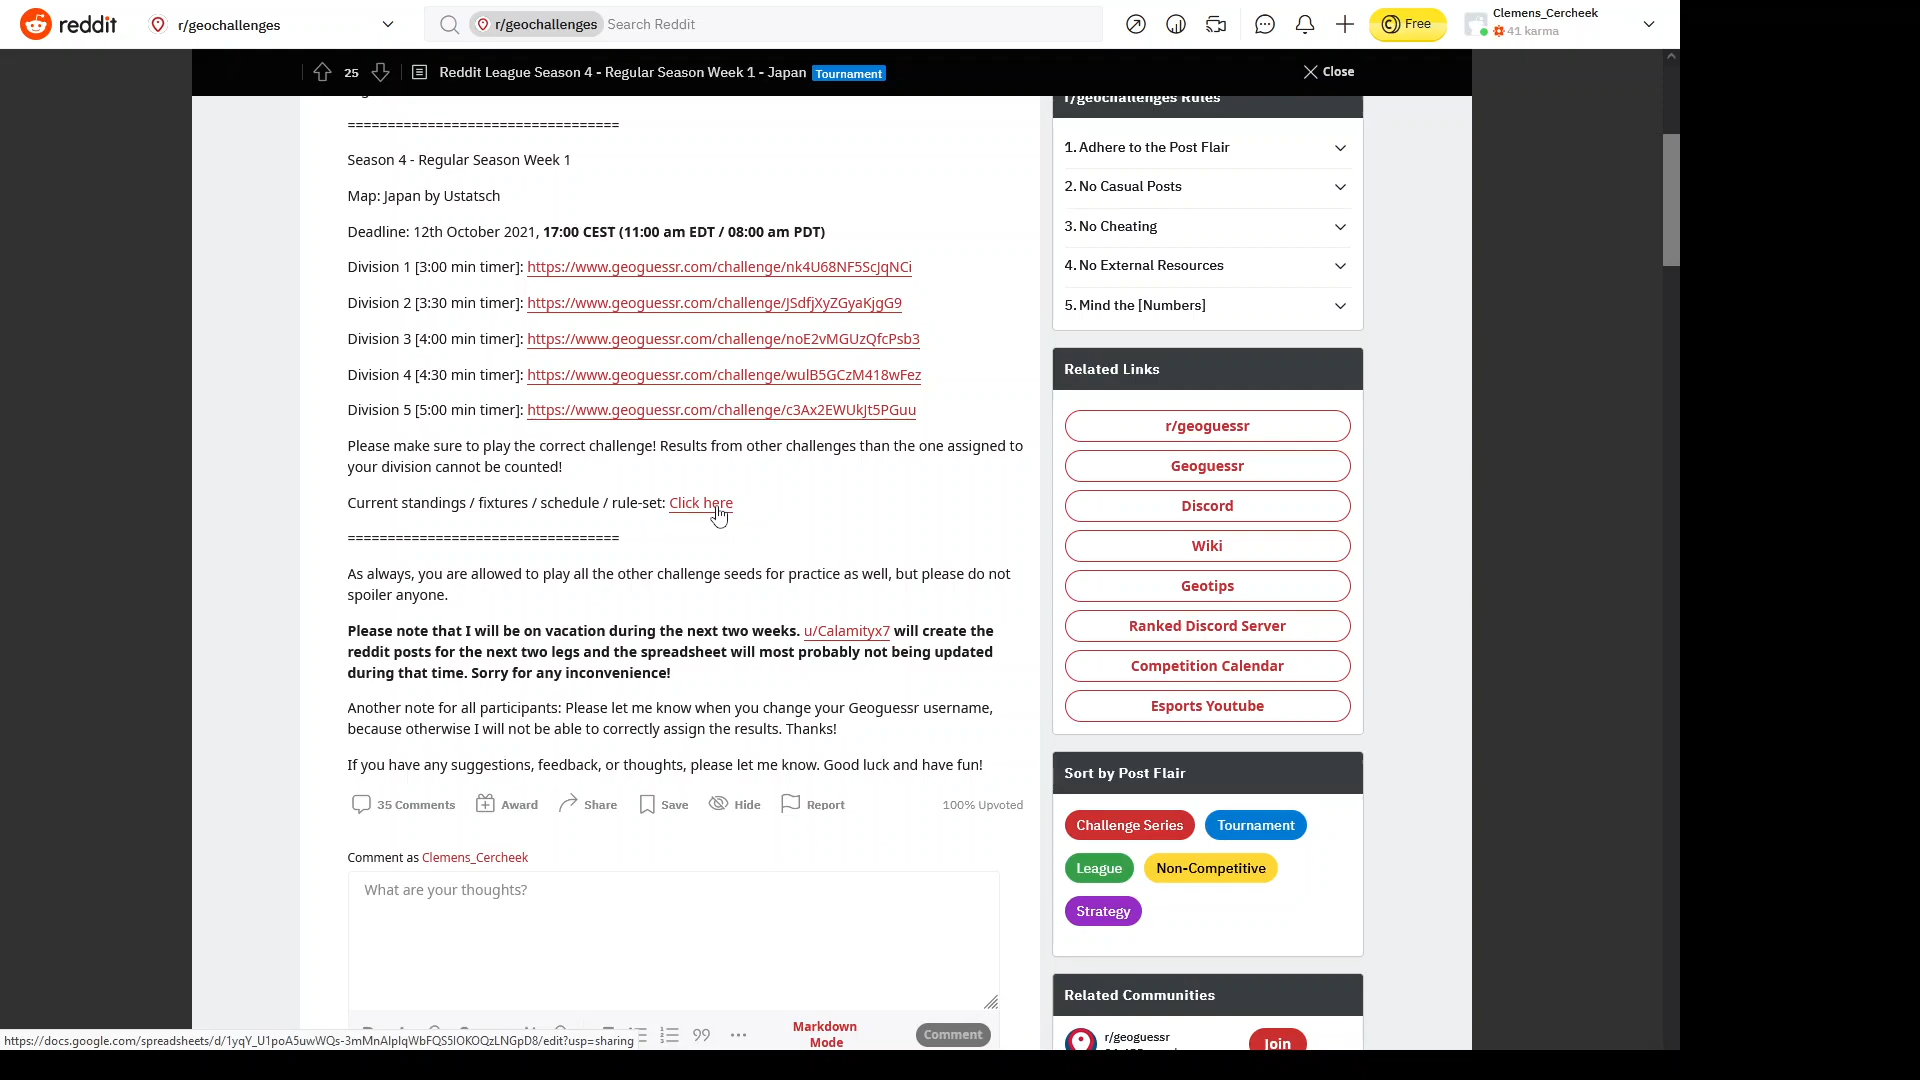 reddit
r/geochallenges
r/geochallenges Search Reddit
Free
Clemens_Cercheek
41 karma
25
Reddit League Season 4 - Regular Season Week 1 - Japan Tournament
Close
==================================
Season 4 - Regular Season Week 1
Map: Japan by Ustatsch
Deadline: 12th October 2021, 17:00 CEST (11:00 am EDT / 08:00 am PDT)
Division 1 [3:00 min timer]: https://www.geoguessr.com/challenge/nk4U68NF5ScJqNCi
Division 2 [3:30 min timer]: https://www.geoguessr.com/challenge/JSdfjXyZGyaKjgG9
Division 3 [4:00 min timer]: https://www.geoguessr.com/challenge/noE2vMGUzQfcPsb3
Division 4 [4:30 min timer]: https://www.geoguessr.com/challenge/wulB5GCzM418wFez
Division 5 [5:00 min timer]: https://www.geoguessr.com/challenge/c3Ax2EWUkJt5PGuu
Please make sure to play the correct challenge! Results from other challenges than the one assigned to
your division cannot be counted!
Current standings / fixtures / schedule / rule-set: Click here
==================================
As always, you are allowed to play all the other challenge seeds for practice as well, but please do not
spoiler anyone.
Please note that I will be on vacation during the next two weeks. u/Calamityx7 will create the
reddit posts for the next two legs and the spreadsheet will most probably not being updated
during that time. Sorry for any inconvenience!
Another note for all participants: Please let me know when you change your Geoguessr username,
because otherwise I will not be able to correctly assign the results. Thanks!
If you have any suggestions, feedback, or thoughts, please let me know. Good luck and have fun!
35 Comments Award Share Save Hide Report 100% Upvoted
Comment as Clemens_Cercheek
What are your thoughts?
Markdown
Mode
Comment
https://docs.google.com/spreadsheets/d/1yqY_U1poA5uwWQs-3mMnAIpIqWbFQS5IOKOQzLNGpD8/edit?usp=sharing
r/geochallenges Rules
1. Adhere to the Post Flair
2. No Casual Posts
3. No Cheating
4. No External Resources
5. Mind the [Numbers]
Related Links
r/geoguessr
Geoguessr
Discord
Wiki
Geotips
Ranked Discord Server
Competition Calendar
Esports Youtube
Sort by Post Flair
Challenge Series
Tournament
League
Non-Competitive
Strategy
Related Communities
r/geoguessr
Join